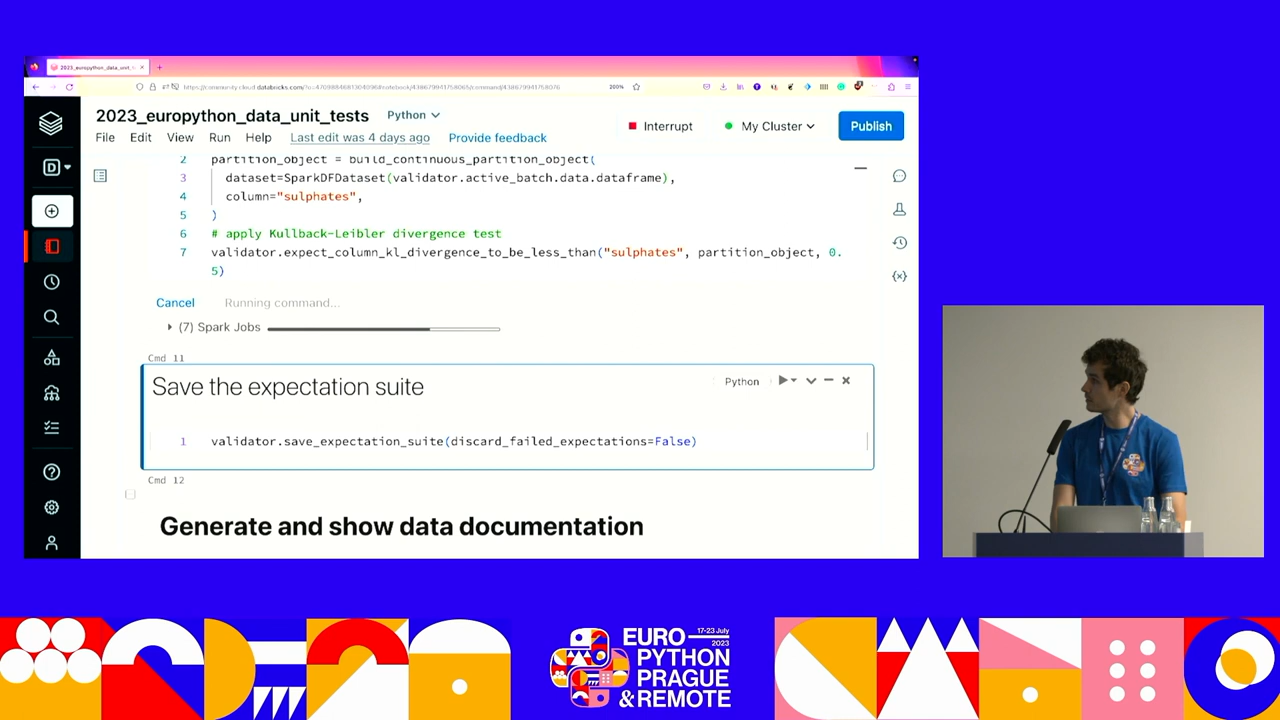 2023_europython_data_unit_t
200%
2023_europython_data_unit_tests
Python
File Edit View Run Help Last edit was 4 days ago Provide feedback
Interrupt
My Cluster
Publish
D
2 partition_object = build_continuous_partition_object(
3 dataset=SparkDFDataset(validator.active_batch.data.dataframe),
4 column="sulphates",
5 )
6 # apply Kullback-Leibler divergence test
7 validator.expect_column_kl_divergence_to_be_less_than("sulphates", partition_object, 0.
5)
Cancel Running command...
(7) Spark Jobs
Cmd 11
Save the expectation suite
Python
1 validator.save_expectation_suite(discard_failed_expectations=False)
Cmd 12
Generate and show data documentation
17-23 July
2023
EURO
PYTHON
PRAGUE
& REMOTE